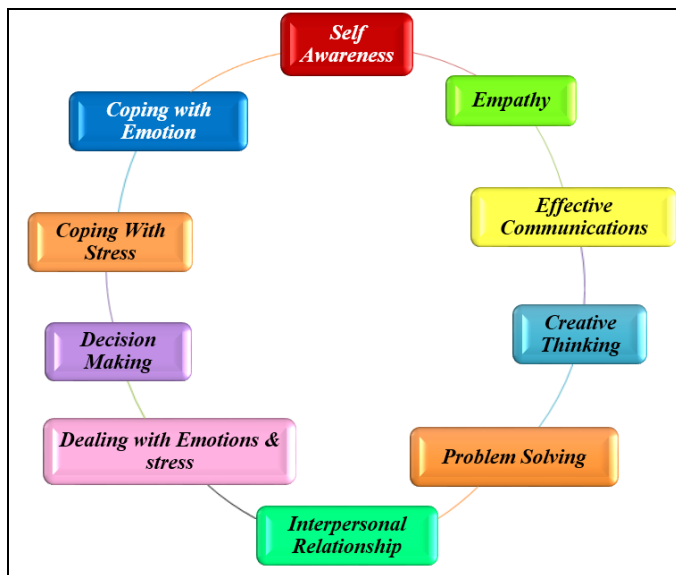 Self
Awareness
Empathy
Effective
Communications
Creative
Thinking
Problem Solving
Interpersonal
Relationship
Dealing with Emotions &
stress
Decision
Making
Coping With
Stress
Coping with
Emotion